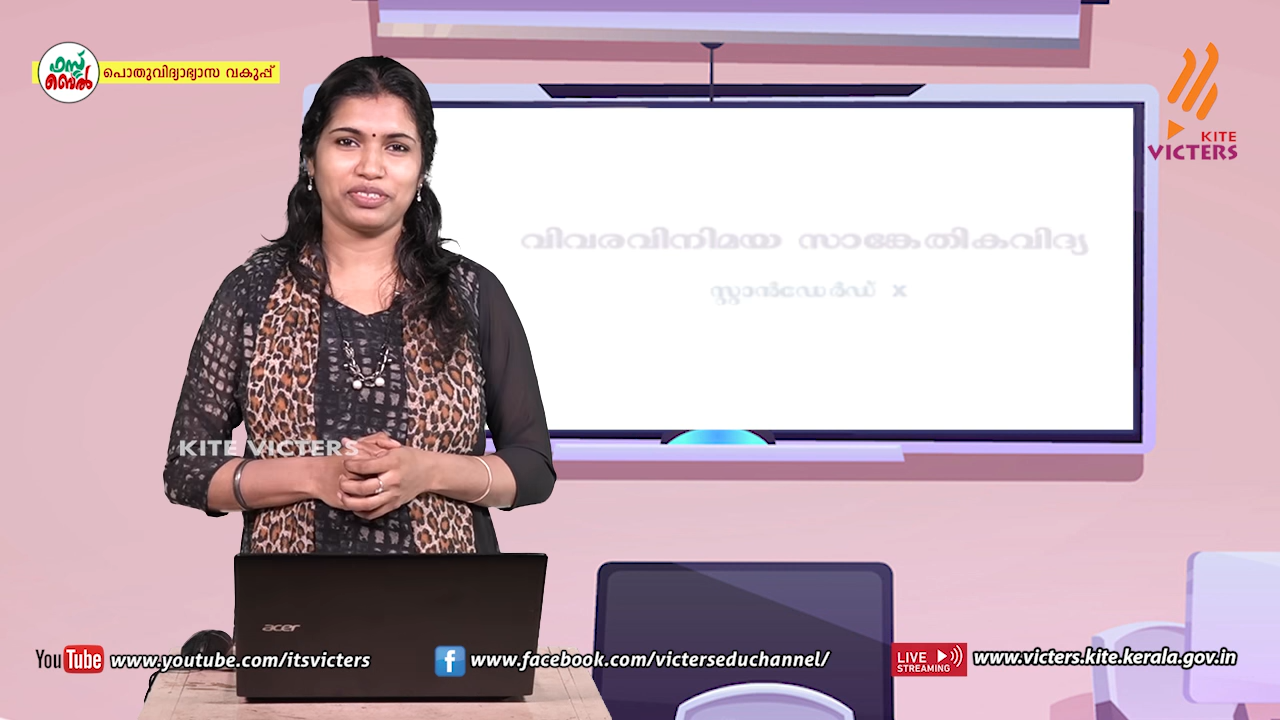 ഫസ്റ്റ്
ബെൽ
പൊതുവിദ്യാഭ്യാസ വകുപ്പ്
KITE
VICTERS
വിവരവിനിമയ സാങ്കേതികവിദ്യ
സ്റ്റാൻഡേർഡ് X
KITE VICTERS
acer
YouTube www.youtube.com/itsvicters
f www.facebook.com/victerseduchannel/
LIVE
STREAMING
www.victers.kite.kerala.gov.in